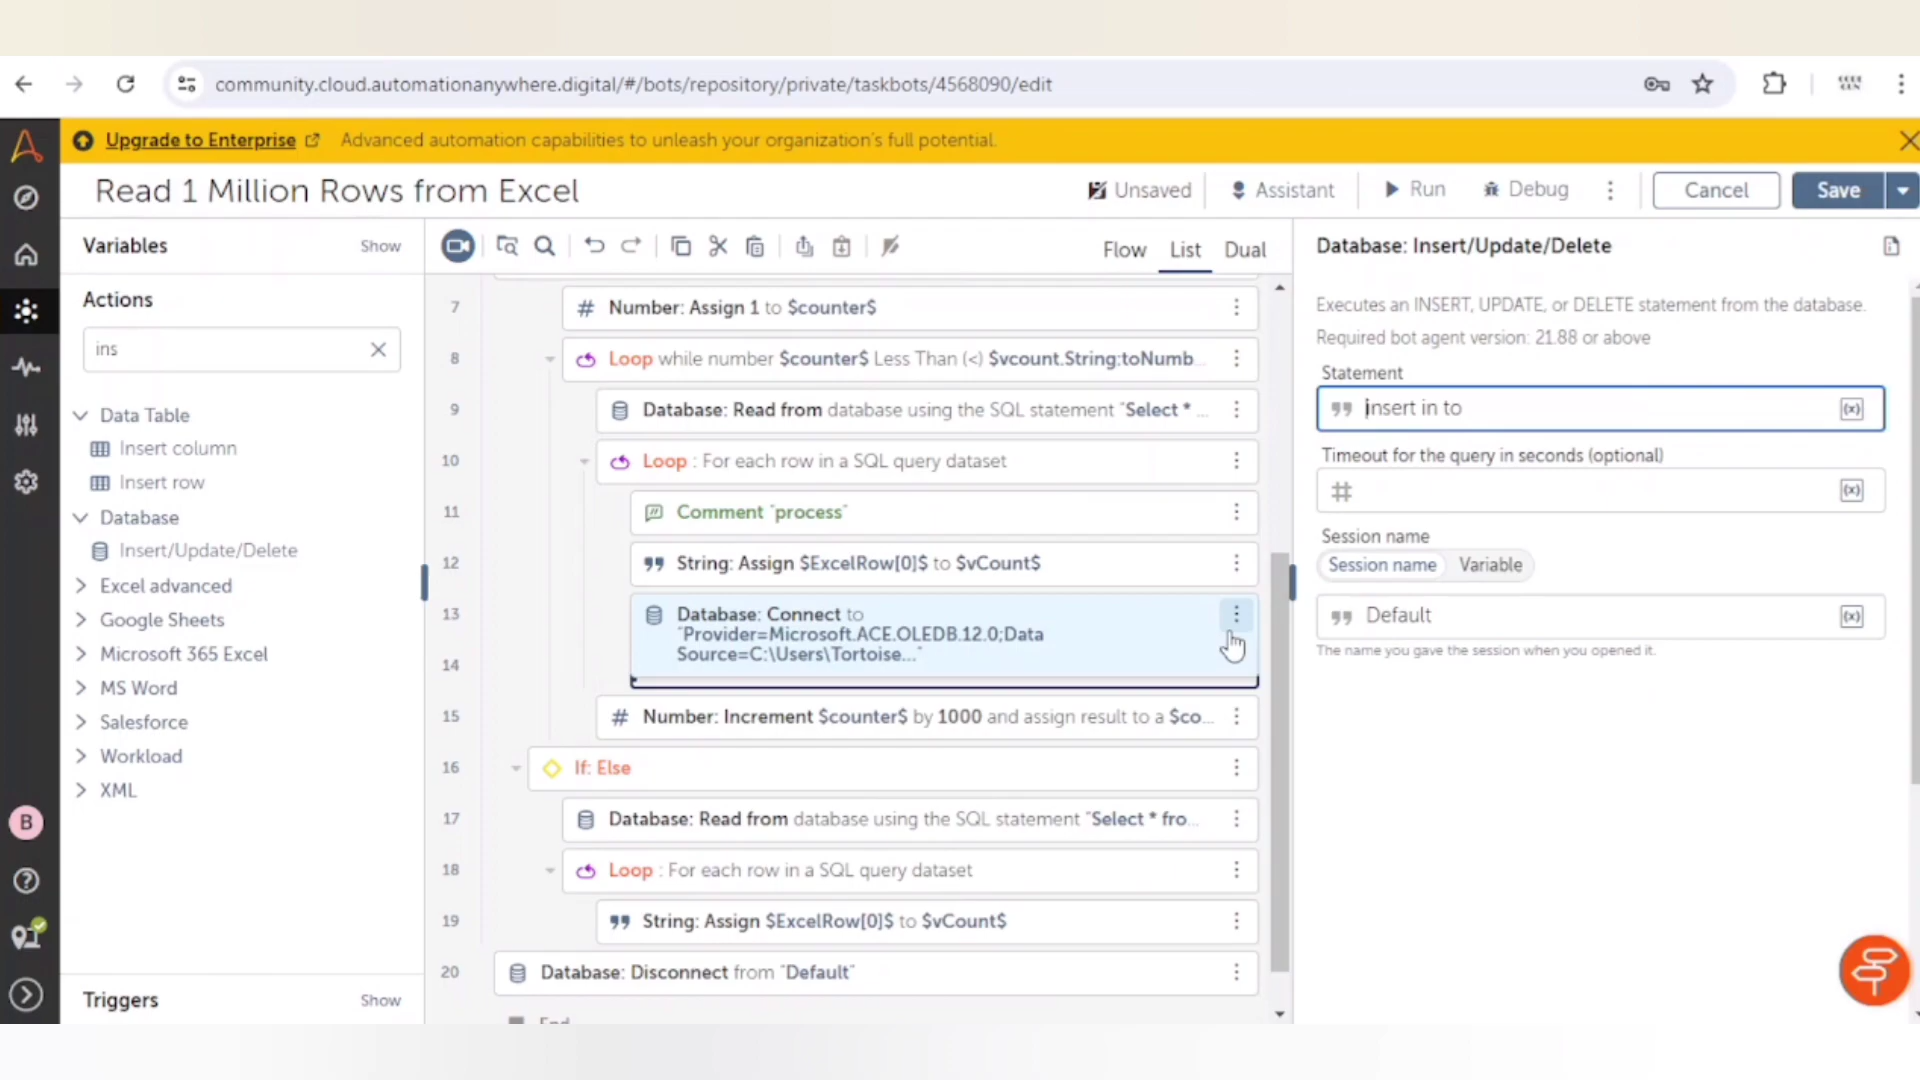 community.cloud.automationanywhere.digital/#/bots/repository/private/taskbots/4568090/edit
Upgrade to Enterprise Advanced automation capabilities to unleash your organization's full potential.
Read 1 Million Rows from Excel
Unsaved
Assistant
Run
Debug
Cancel
Save
Variables
Show
Actions
ins
Data Table
Insert column
Insert row
Database
Insert/Update/Delete
Excel advanced
Google Sheets
Microsoft 365 Excel
MS Word
Salesforce
Workload
XML
Triggers
Show
B
Flow
List
Dual
7 # Number: Assign 1 to $counter$
8 Loop while number $counter$ Less Than (<) $vcount.String:toNumb...
9 Database: Read from database using the SQL statement "Select * ...
10 Loop : For each row in a SQL query dataset
11 Comment "process"
12 String: Assign $ExcelRow[0]$ to $vCount$
13 Database: Connect to
"Provider=Microsoft.ACE.OLEDB.12.0;Data
Source=C:\Users\Tortoise..."
14
15 # Number: Increment $counter$ by 1000 and assign result to a $co...
16 If: Else
17 Database: Read from database using the SQL statement "Select * fro...
18 Loop : For each row in a SQL query dataset
19 String: Assign $ExcelRow[0]$ to $vCount$
20 Database: Disconnect from "Default"
End
Database: Insert/Update/Delete
Executes an INSERT, UPDATE, or DELETE statement from the database.
Required bot agent version: 21.88 or above
Statement
insert in to (x)
Timeout for the query in seconds (optional)
# (x)
Session name
Session name Variable
Default (x)
The name you gave the session when you opened it.